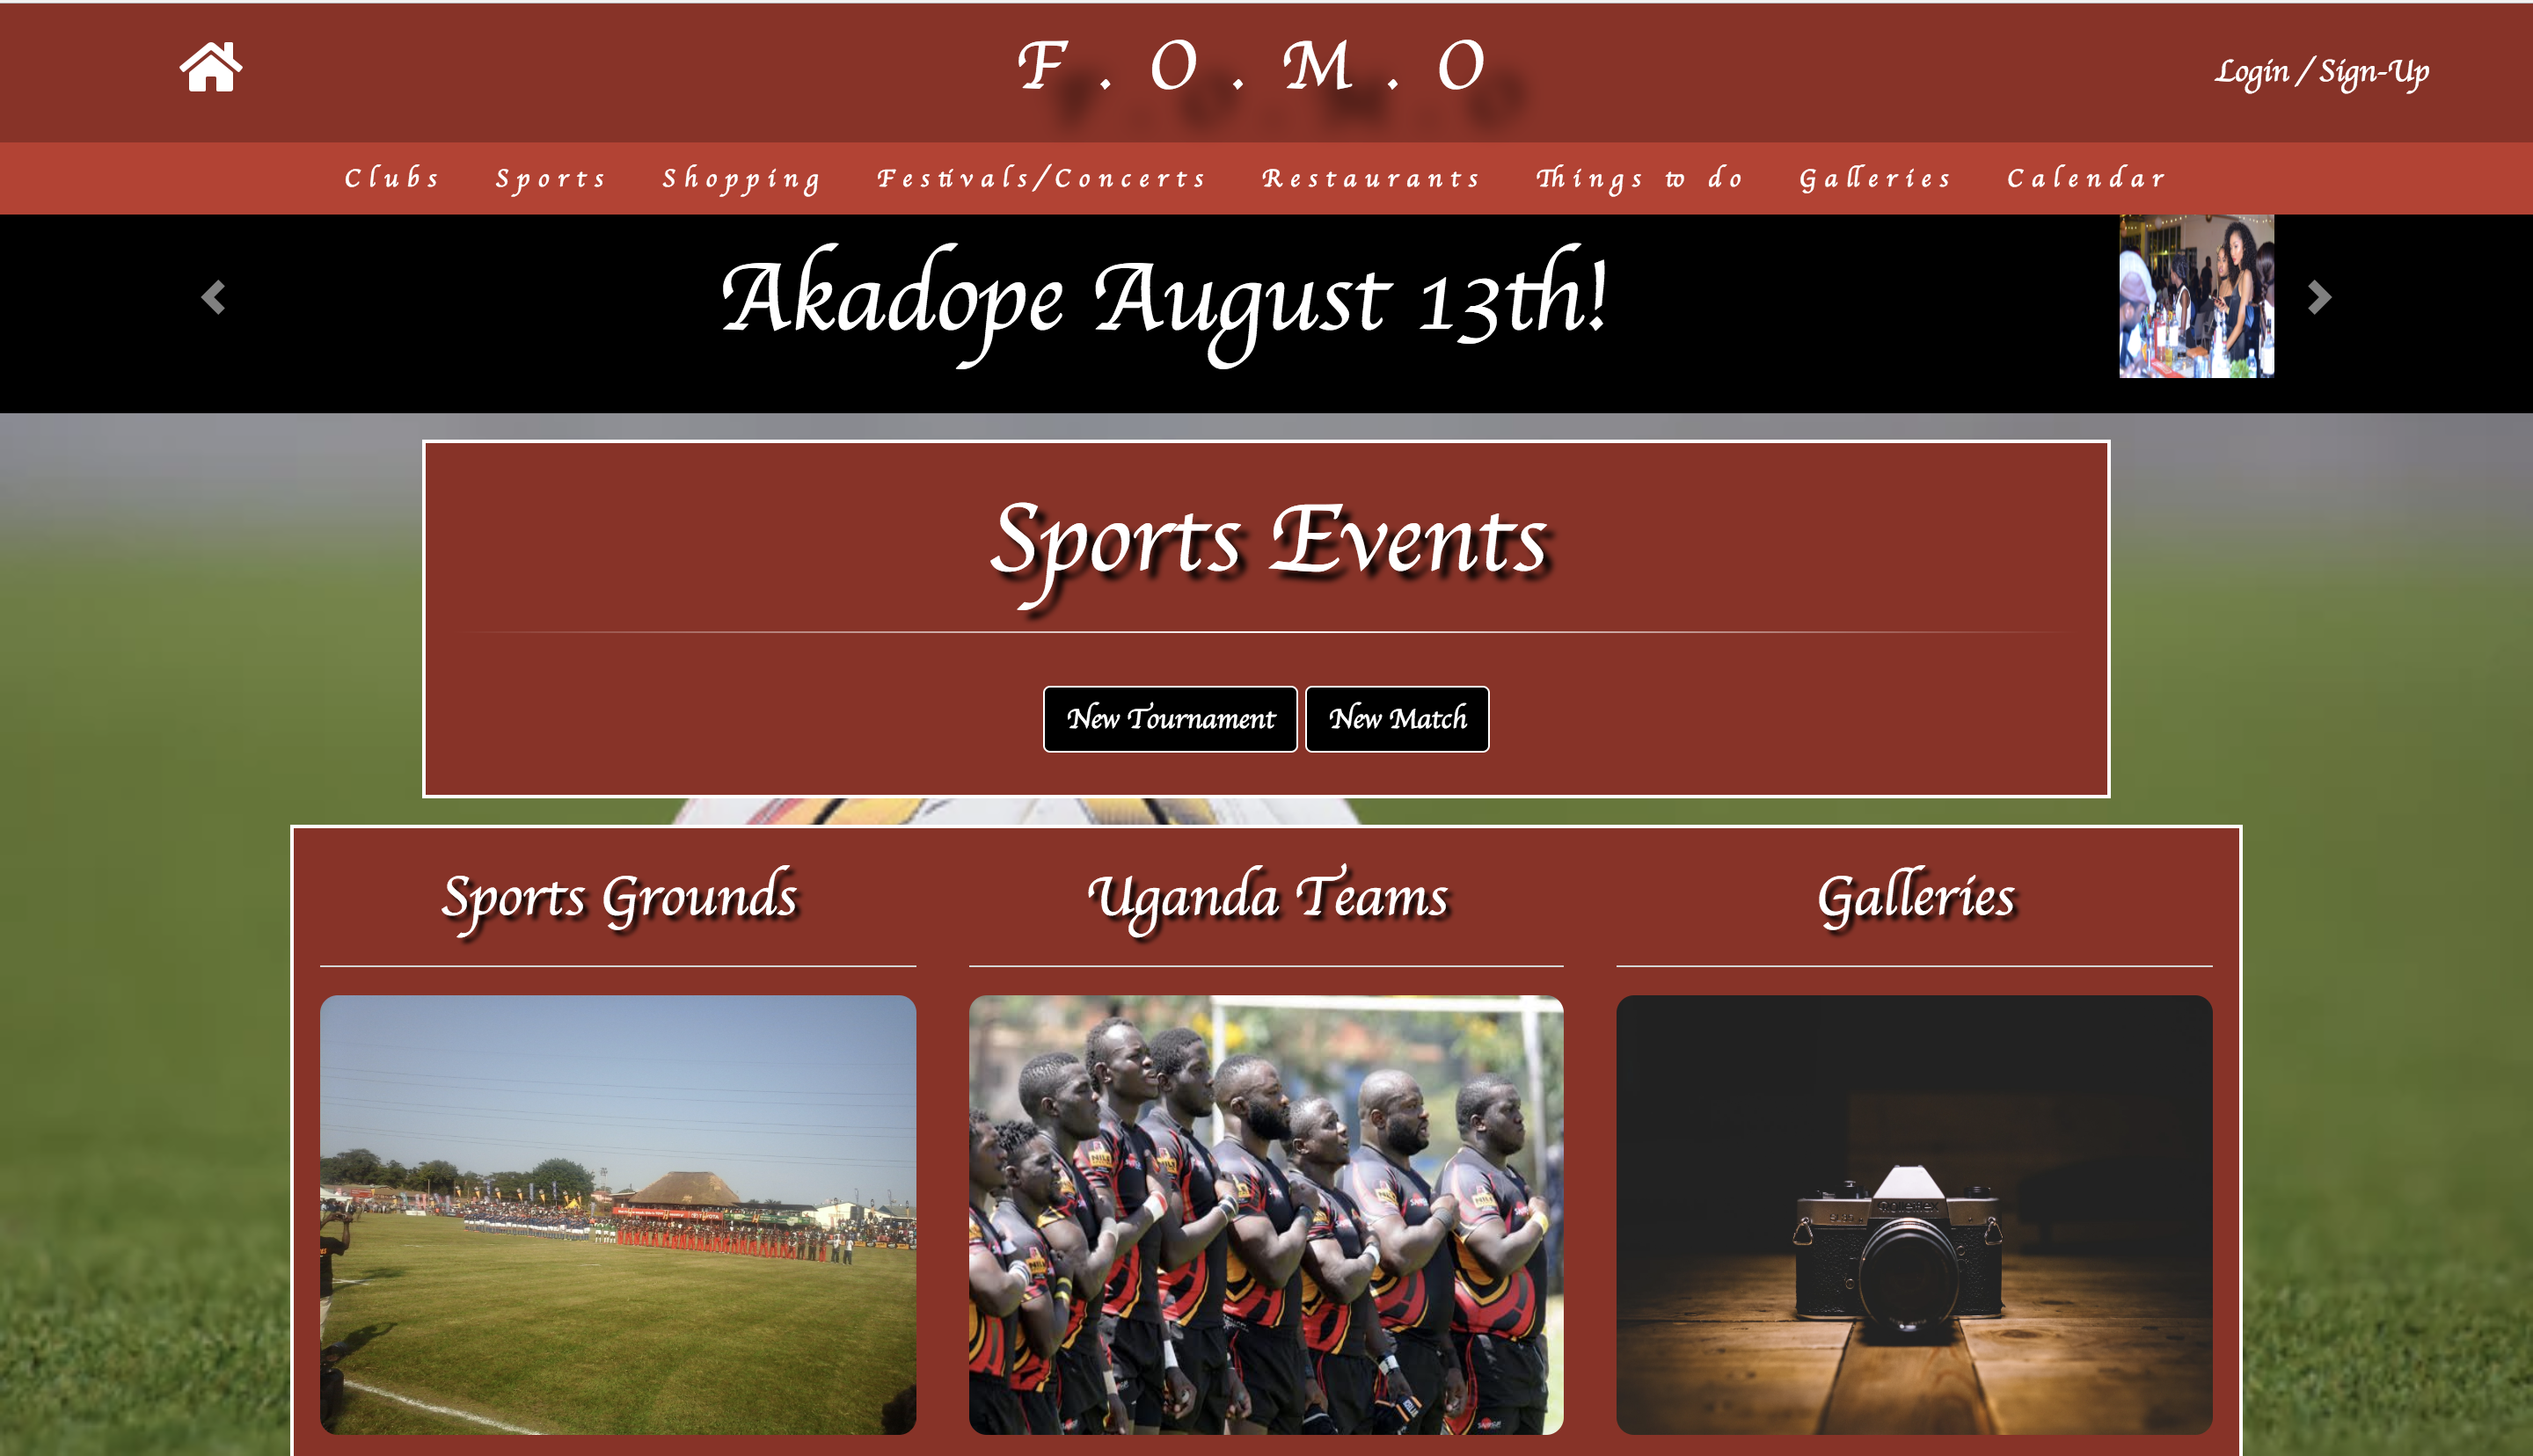 F . O . M . O
Login / Sign-Up
Clubs Sports Shopping Festivals/Concerts Restaurants Things to do Galleries Calendar
Akadope August 13th!
Sports Events
New Tournament New Match
Sports Grounds Uganda Teams Galleries